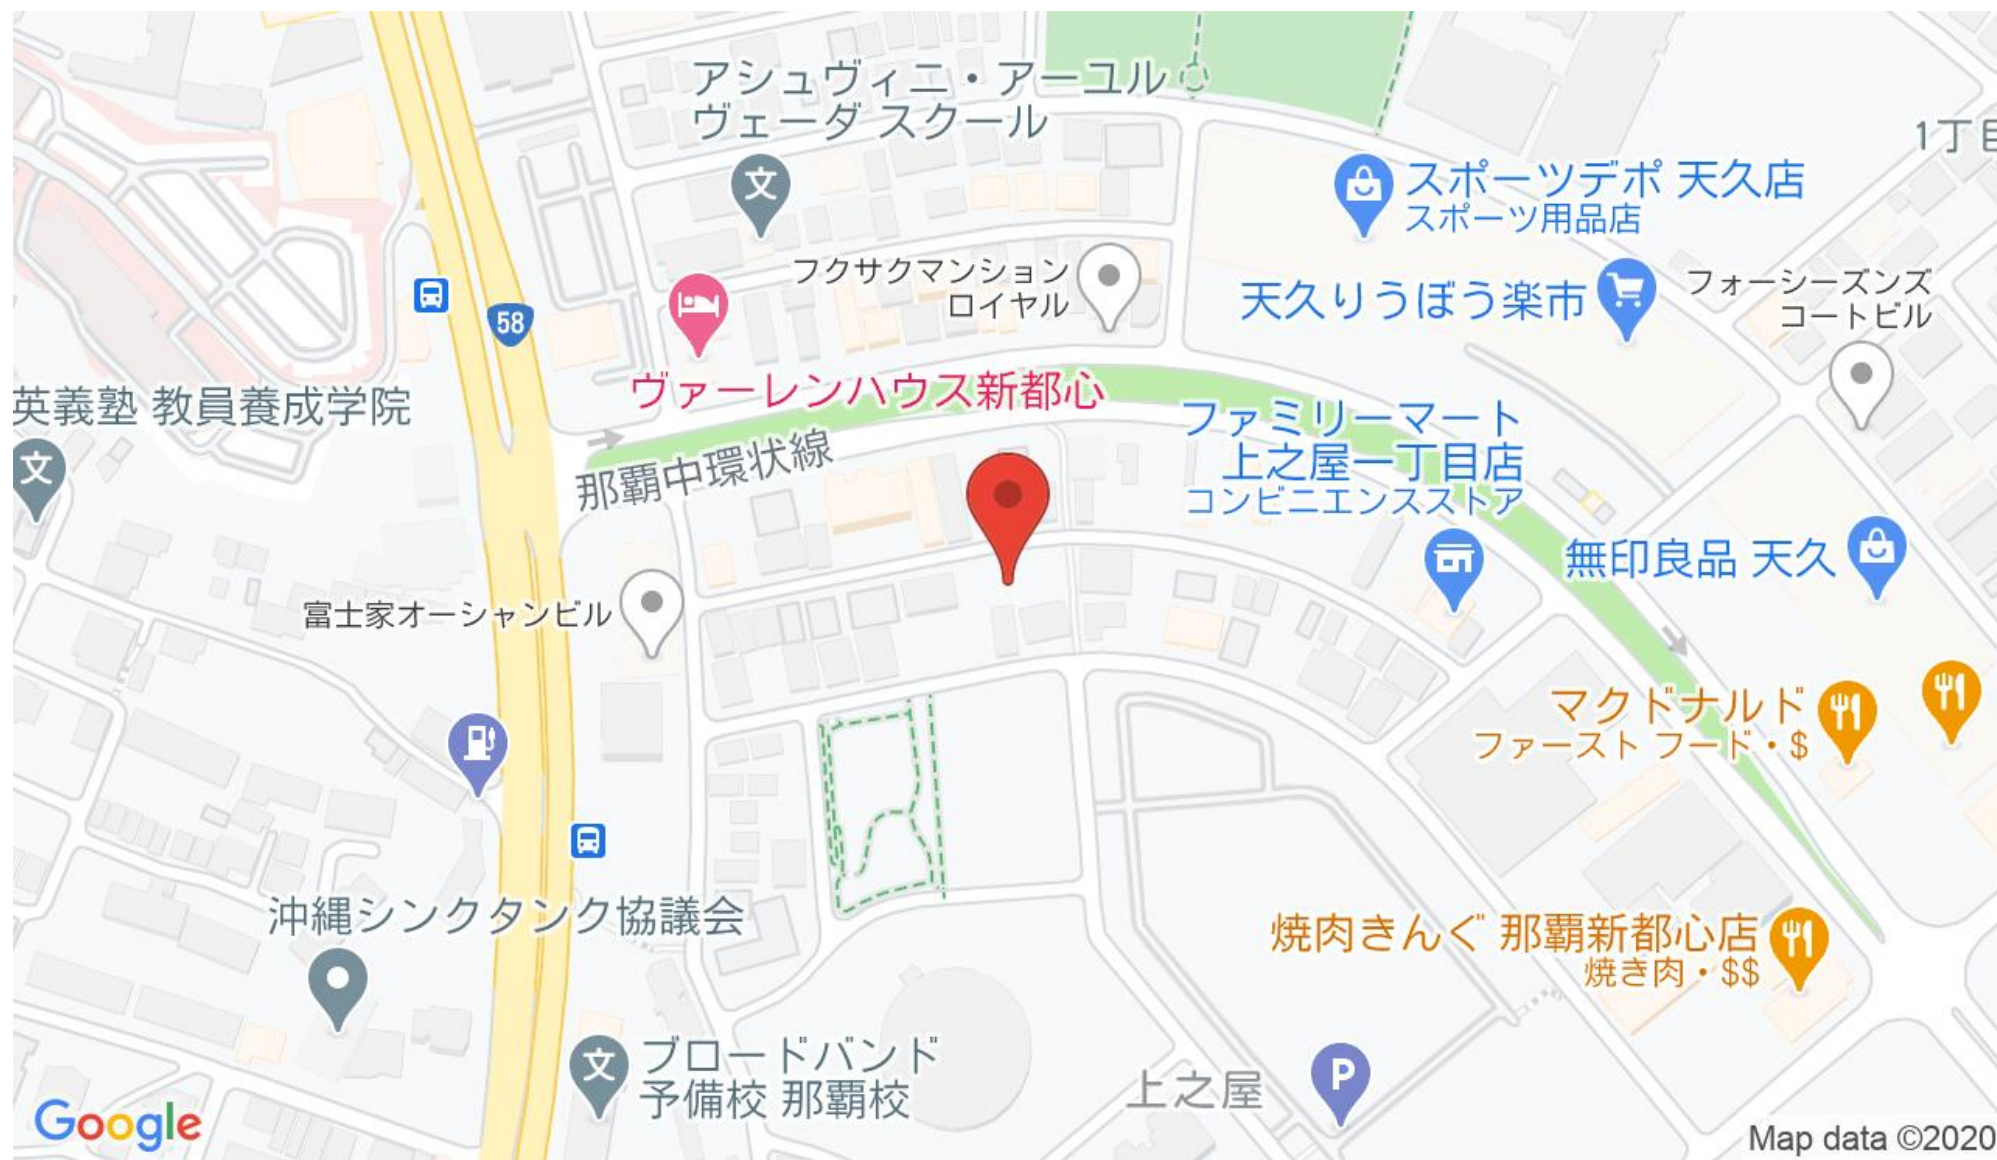 アシュヴィニ・アーユル
ヴェーダ スクール
文
1丁目
スポーツデポ 天久店
スポーツ用品店
フクサクマンション
ロイヤル
天久りうぼう楽市
フォーシーズンズ
コートビル
58
英義塾 教員養成学院
文
ヴァーレンハウス新都心
那覇中環状線
ファミリーマート
上之屋一丁目店
コンビニエンスストア
無印良品 天久
富士家オーシャンビル
マクドナルド
ファースト フード・$
沖縄シンクタンク協議会
焼肉きんぐ 那覇新都心店
焼き肉・$$
文
ブロードバンド
予備校 那覇校
上之屋
P
Google
Map data ©2020